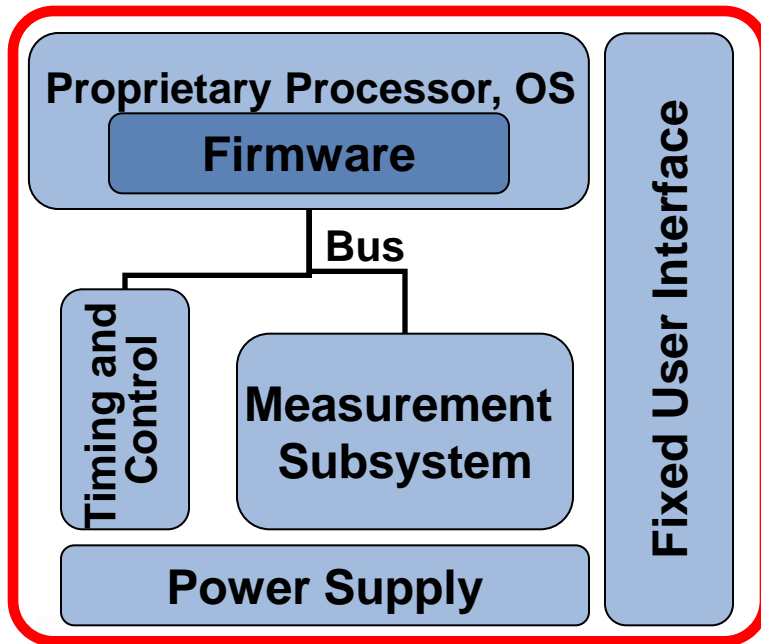 Proprietary Processor, OS
Firmware
Bus
Timing and
Control
Measurement
Subsystem
Power Supply
Fixed User Interface